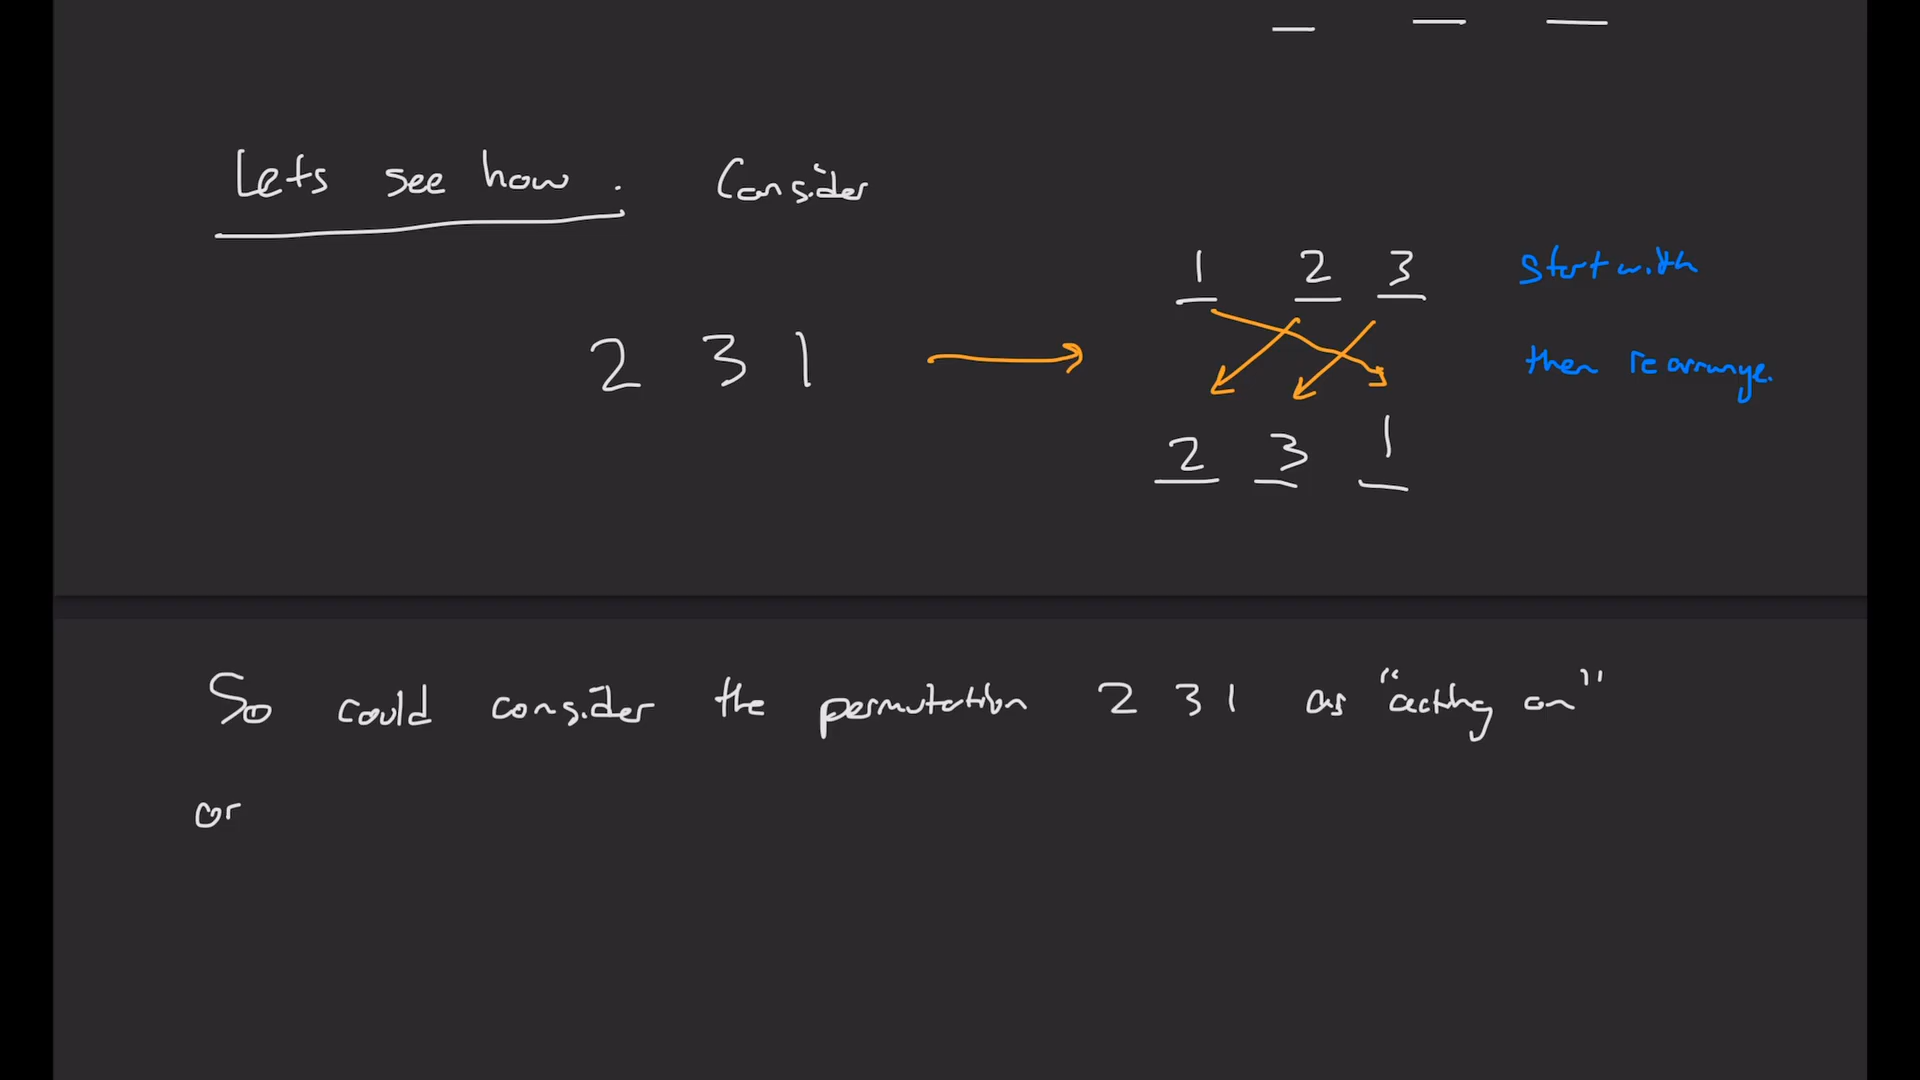 Lets see how. Consider
1 2 3 Start with
2 3 1 → then rearrange.
2 3 1
So could consider the permutation 2 3 1 as "acting on"
or